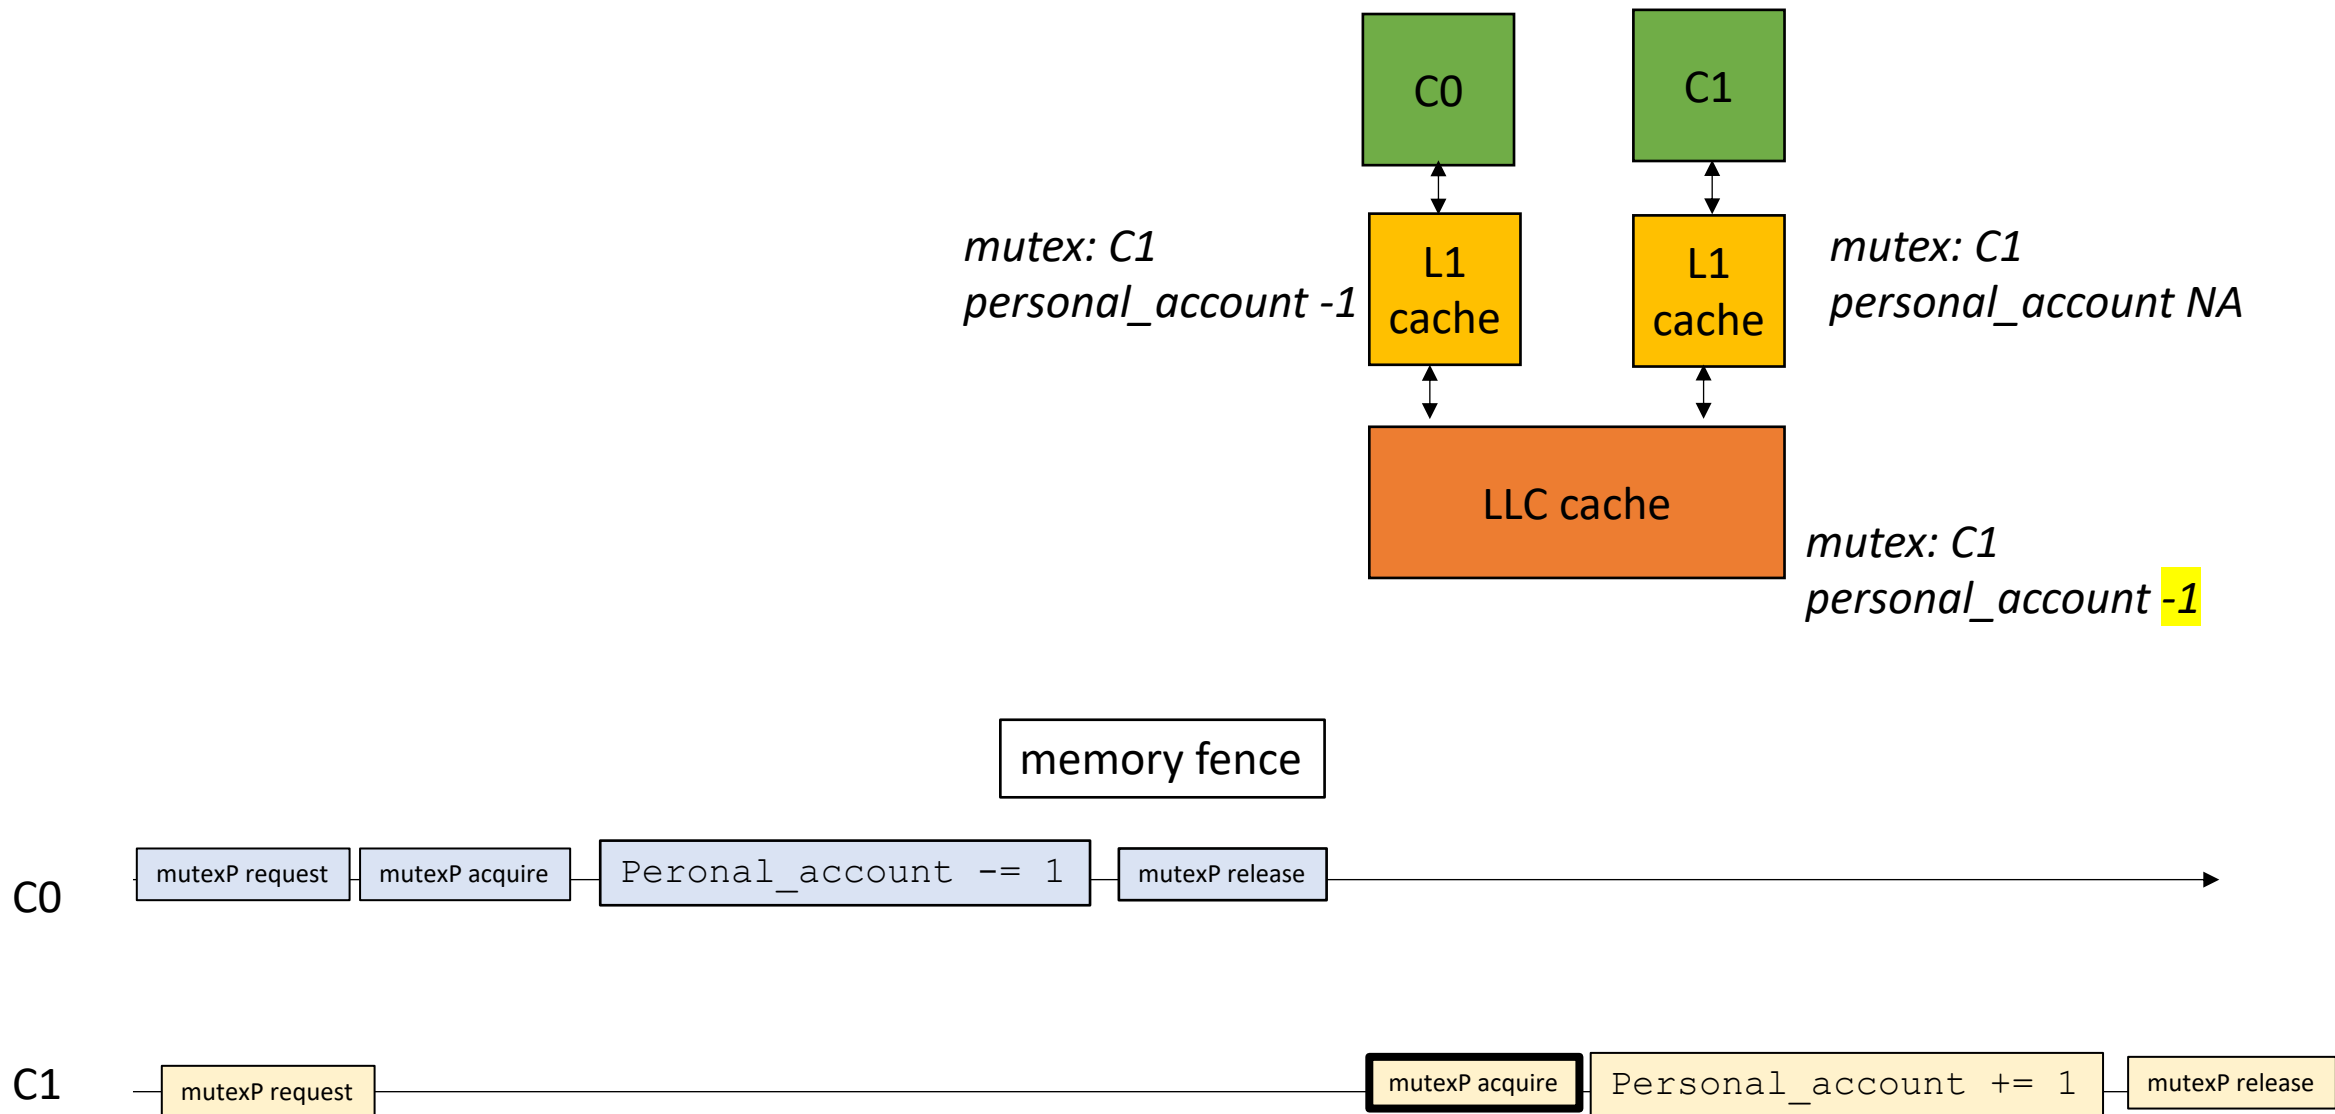 C0
C1
mutex: C1
personal_account -1
L1
cache
L1
cache
mutex: C1
personal_account NA
LLC cache
mutex: C1
personal_account -1
memory fence
C0
mutexP request
mutexP acquire
Peronal_account -= 1
mutexP release
C1
mutexP request
mutexP acquire
Personal_account += 1
mutexP release